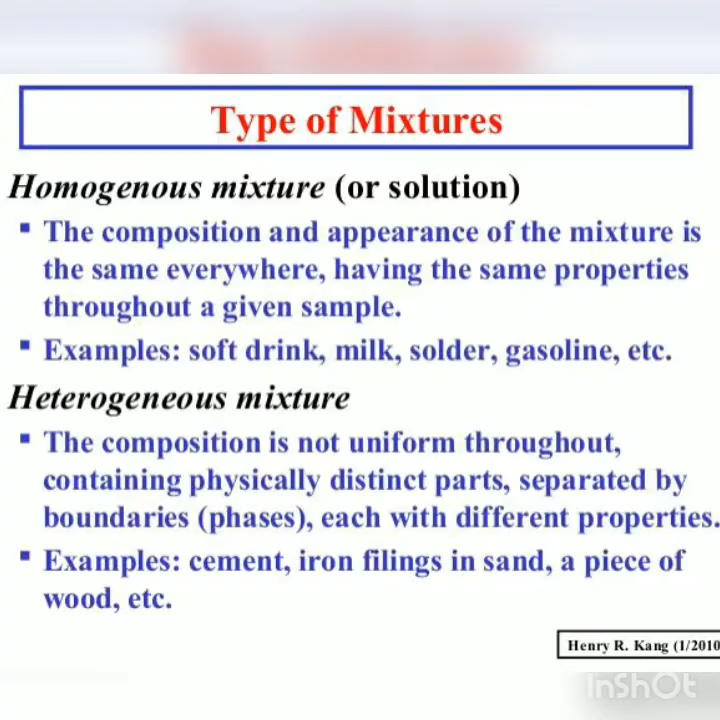 Type of Mixtures
Homogenous mixture (or solution)
▪ The composition and appearance of the mixture is
the same everywhere, having the same properties
throughout a given sample.
▪ Examples: soft drink, milk, solder, gasoline, etc.
Heterogeneous mixture
▪ The composition is not uniform throughout,
containing physically distinct parts, separated by
boundaries (phases), each with different properties.
▪ Examples: cement, iron filings in sand, a piece of
wood, etc.
Henry R. Kang (1/2010
InShOt